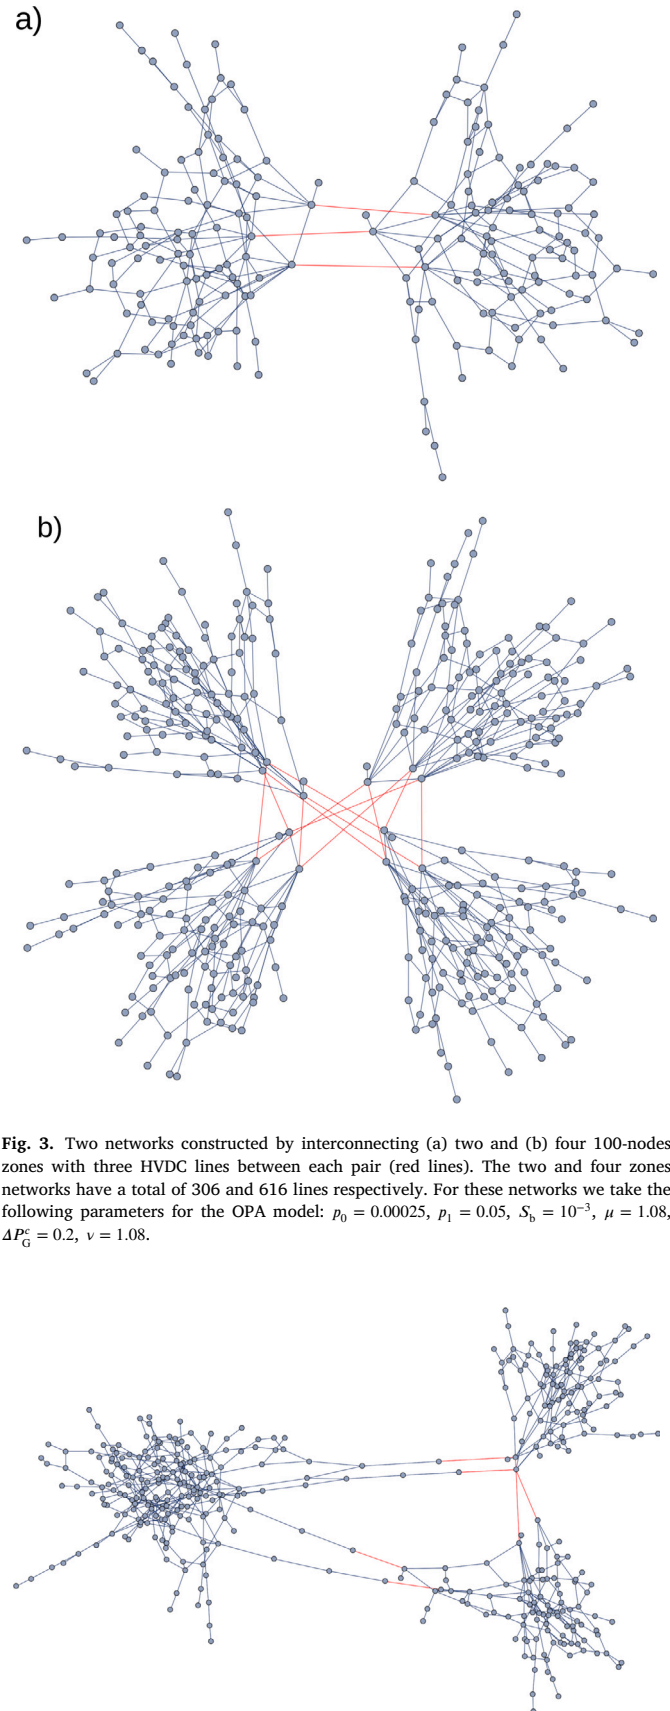 a)
b)
Fig. 3. Two networks constructed by interconnecting (a) two and (b) four 100-nodes
zones with three HVDC lines between each pair (red lines). The two and four zones
networks have a total of 306 and 616 lines respectively. For these networks we take the
following parameters for the OPA model: p₀ = 0.00025, p₁ = 0.05, S_b = 10⁻³, μ = 1.08,
ΔP_G^c = 0.2, ν = 1.08.